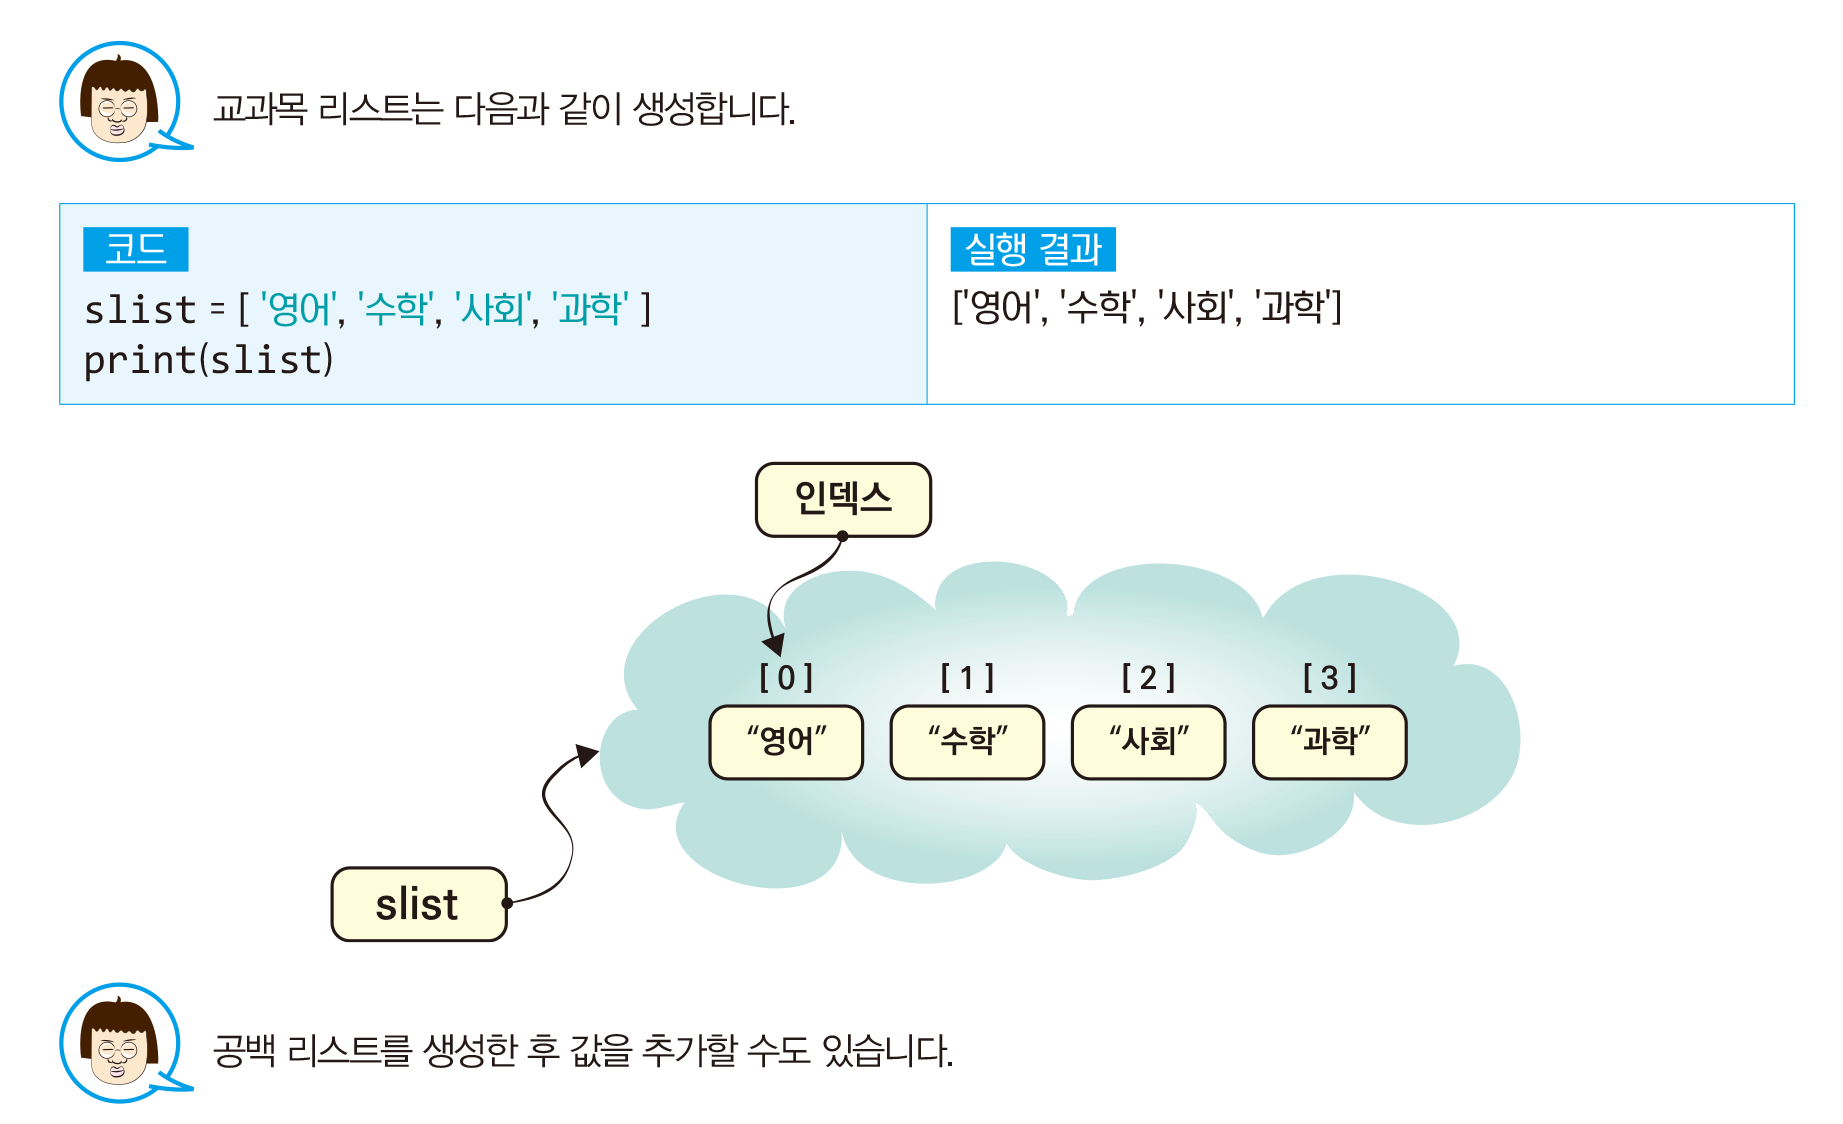 교과목 리스트는 다음과 같이 생성합니다.
코드
slist = [ '영어', '수학', '사회', '과학' ]
print(slist)
실행 결과
['영어', '수학', '사회', '과학']
인덱스
[ 0 ] [ 1 ] [ 2 ] [ 3 ]
“영어” “수학” “사회” “과학”
slist
공백 리스트를 생성한 후 값을 추가할 수도 있습니다.